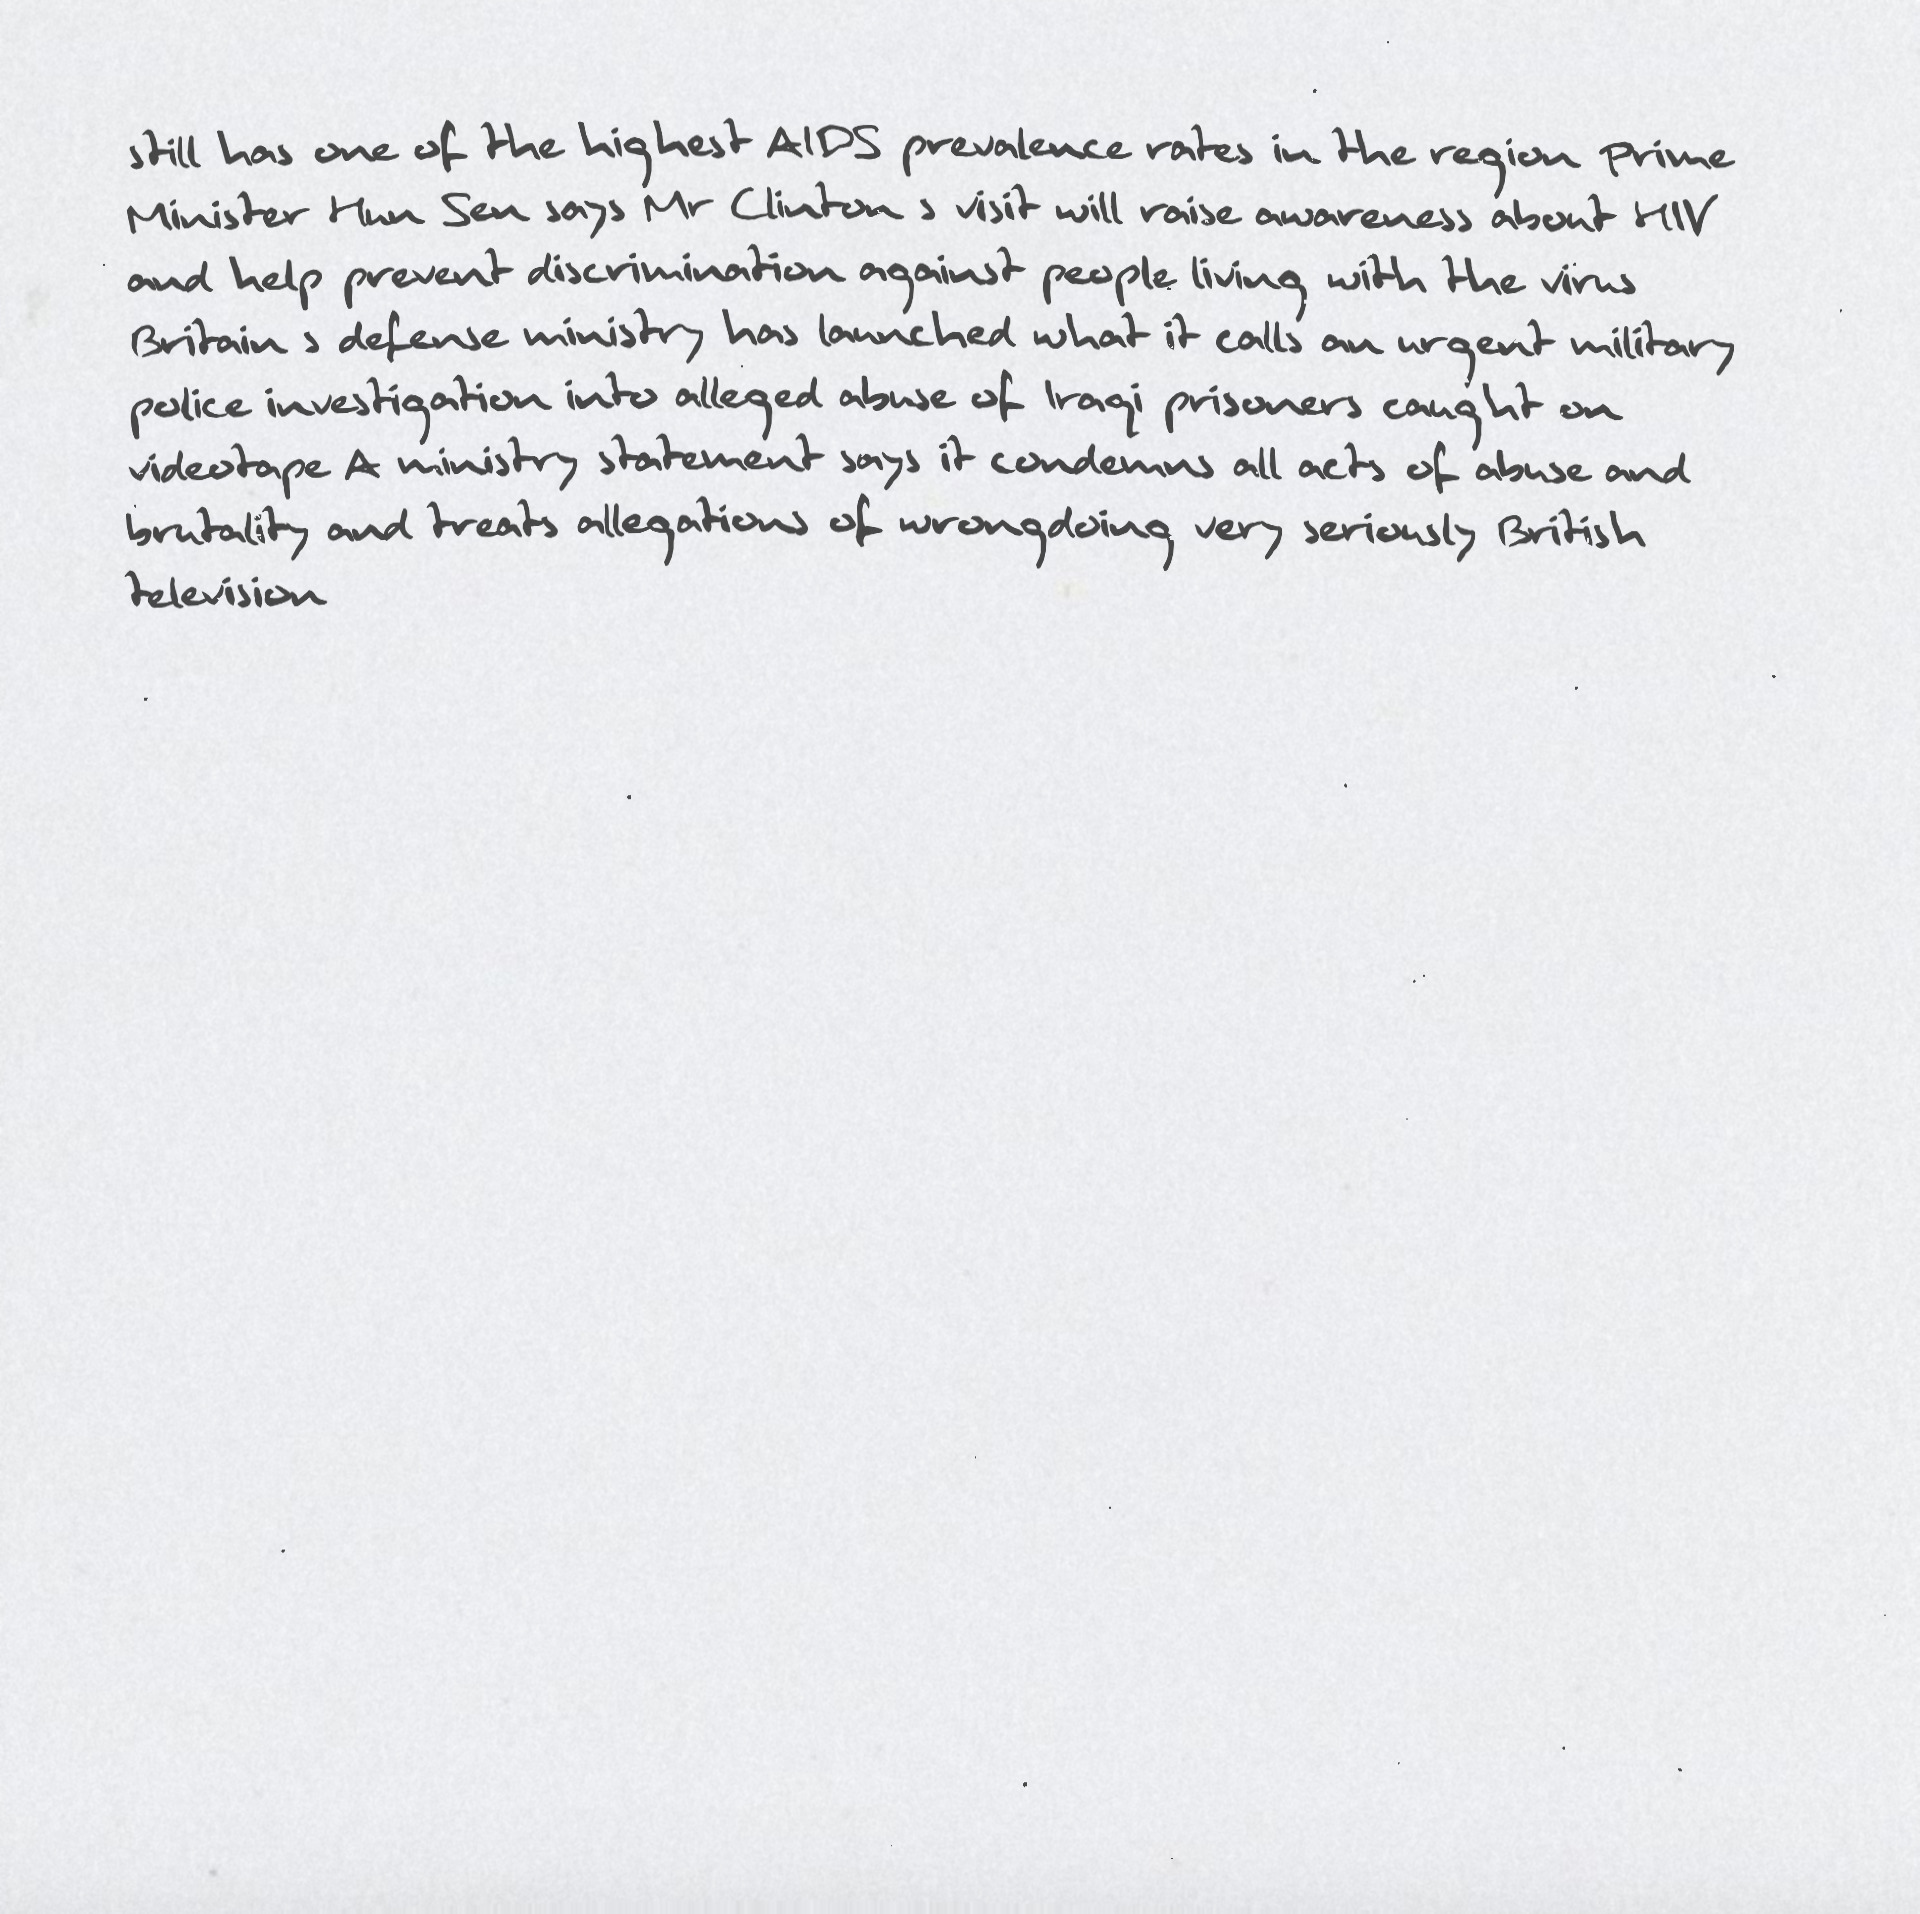 still has one of the highest AIDS prevalence rates in the region Prime
Minister Hun Sen says Mr Clinton s visit will raise awareness about HIV
and help prevent discrimination against people living with the virus
Britain s defense ministry has launched what it calls an urgent military
police investigation into alleged abuse of Iraqi prisoners caught on
videotape A ministry statement says it condemns all acts of abuse and
brutality and treats allegations of wrongdoing very seriously British
television